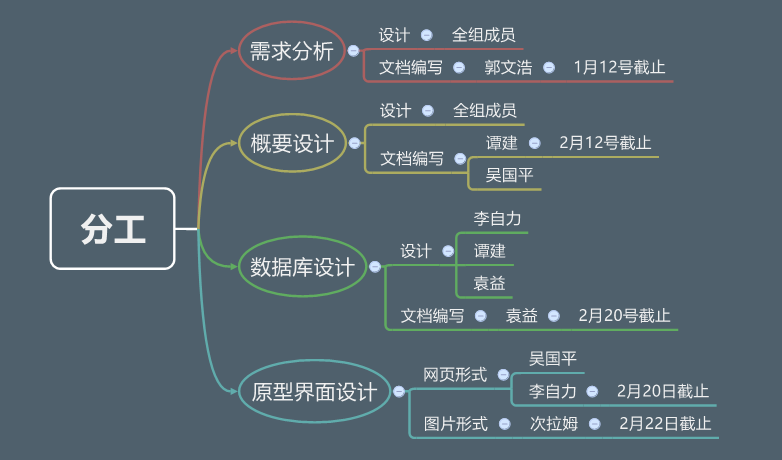 分工
需求分析
设计 全组成员
文档编写 郭文浩 1月12号截止
概要设计
设计 全组成员
文档编写
谭建 2月12号截止
吴国平
数据库设计
设计
李自力
谭建
袁益
文档编写 袁益 2月20号截止
原型界面设计
网页形式
吴国平
李自力 2月20日截止
图片形式 次拉姆 2月22日截止